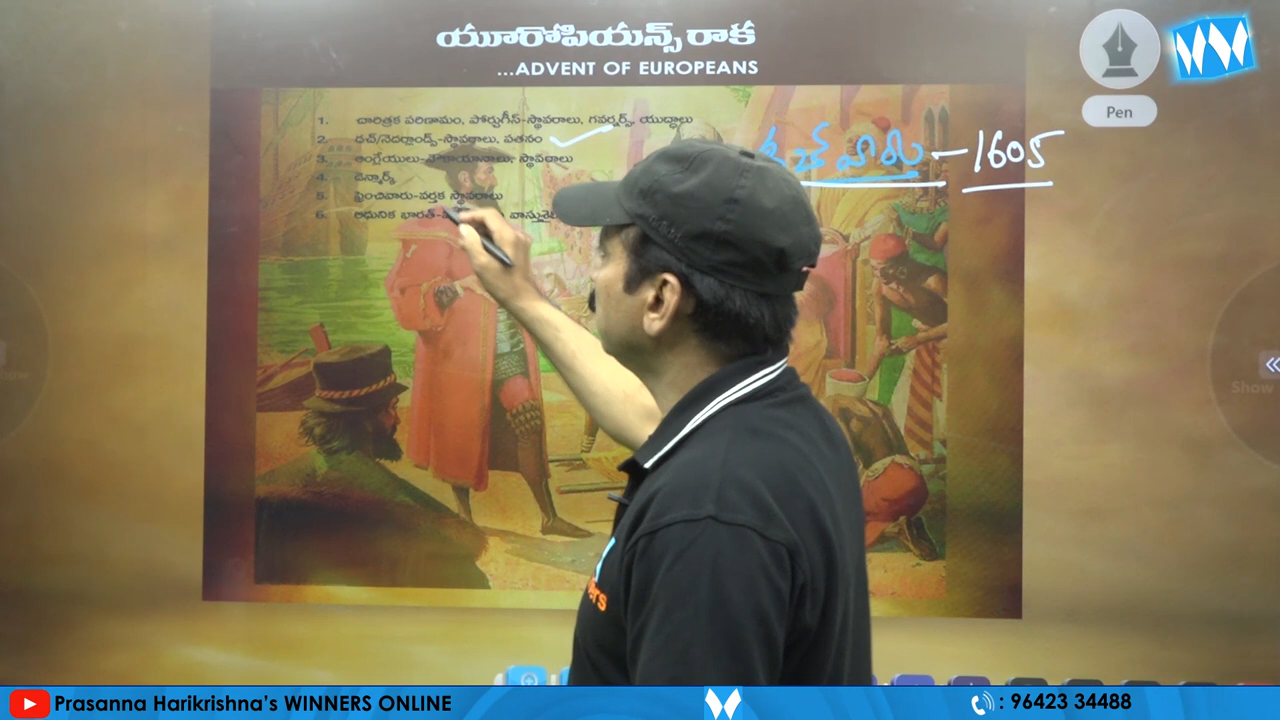 యూరోపియన్స్ రాక
...ADVENT OF EUROPEANS
Pen
1. చారిత్రక పరిణామం, పోర్చుగీస్-స్థావరాలు, గవర్నర్స్, యుద్ధాలు
2. డచ్/నెదర్లాండ్స్-స్థావరాలు, పతనం
3. ఆంగ్లేయులు- స్థావరాలు
4. డెన్మార్క్
5. ఫ్రెంచివారు-వర్తక స్థావరాలు
6. ఆధునిక భారత్-
డచ్ వారు - 1605
Show
Prasanna Harikrishna's WINNERS ONLINE
: 96423 34488